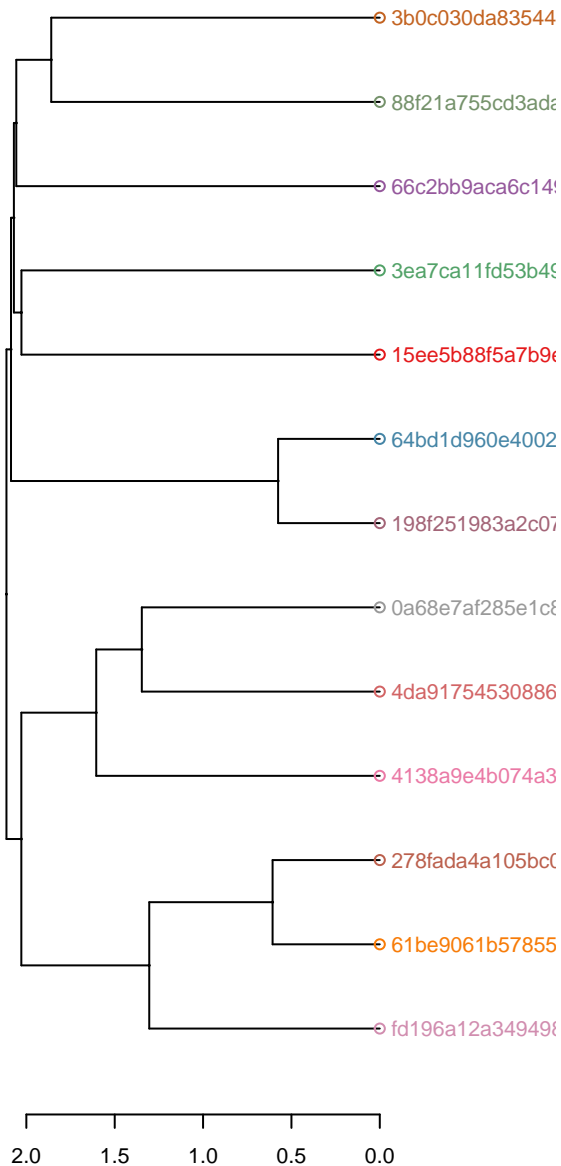 3b0c030da83544
88f21a755cd3ada
66c2bb9aca6c149
3ea7ca11fd53b49
15ee5b88f5a7b9e
64bd1d960e4002
198f251983a2c07
0a68e7af285e1c8
4da91754530886
4138a9e4b074a3
278fada4a105bc0
61be9061b57855
fd196a12a349498
2.0 1.5 1.0 0.5 0.0